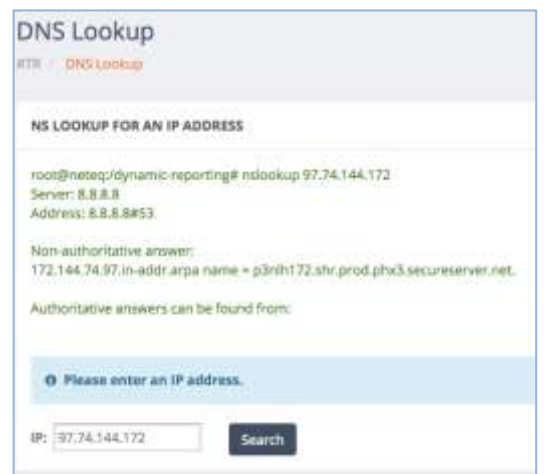 DNS Lookup
RTR / DNS Lookup
NS LOOKUP FOR AN IP ADDRESS
root@neteq:/dynamic-reporting# nslookup 97.74.144.172
Server: 8.8.8.8
Address: 8.8.8.8#53
Non-authoritative answer:
172.144.74.97.in-addr.arpa name = p3nlh172.shr.prod.phx3.secureserver.net.
Authoritative answers can be found from:
Please enter an IP address.
IP: 97.74.144.172 Search